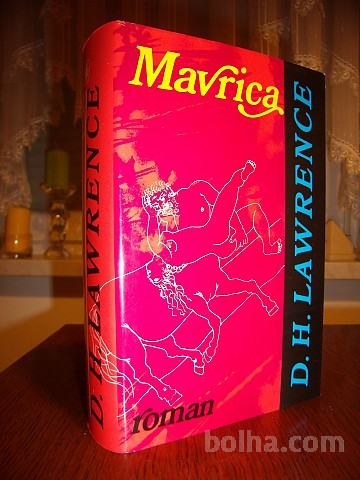 Mavrica
D. H. LAWRENCE
roman
D. H. LAWRENCE
bolha.com